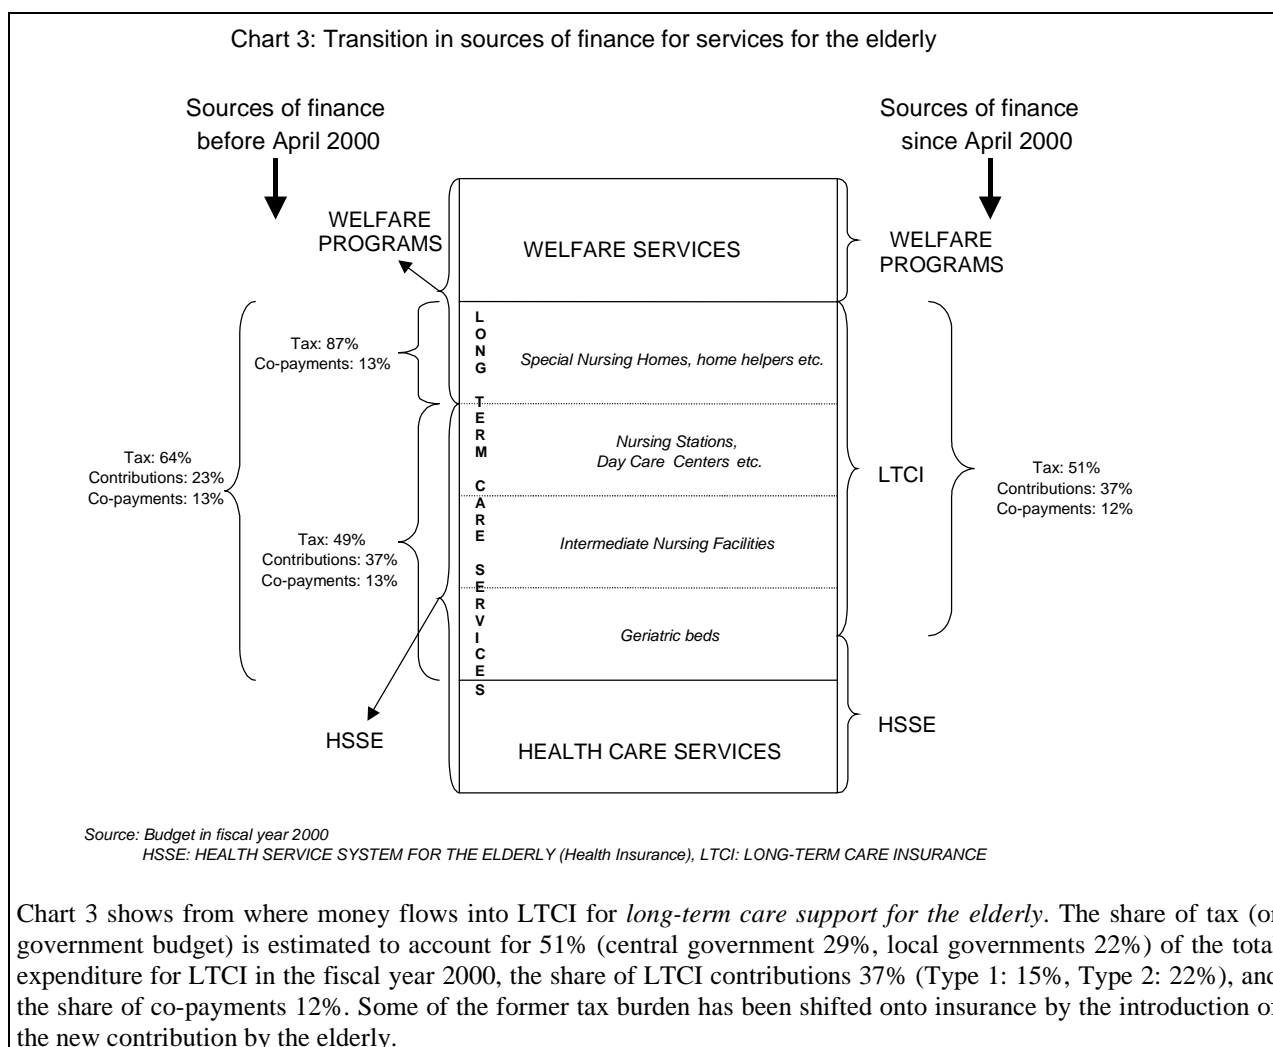 Chart 3: Transition in sources of finance for services for the elderly
Sources of finance
before April 2000
Sources of finance
since April 2000
WELFARE
PROGRAMS
WELFARE SERVICES
WELFARE
PROGRAMS
LONG TERM CARE SERVICES
Tax: 87%
Co-payments: 13%
Special Nursing Homes, home helpers etc.
Tax: 64%
Contributions: 23%
Co-payments: 13%
Nursing Stations,
Day Care Centers etc.
LTCI
Tax: 51%
Contributions: 37%
Co-payments: 12%
Tax: 49%
Contributions: 37%
Co-payments: 13%
Intermediate Nursing Facilities
Geriatric beds
HSSE
HEALTH CARE SERVICES
HSSE
Source: Budget in fiscal year 2000
HSSE: HEALTH SERVICE SYSTEM FOR THE ELDERLY (Health Insurance), LTCI: LONG-TERM CARE INSURANCE
Chart 3 shows from where money flows into LTCI for long-term care support for the elderly. The share of tax (or
government budget) is estimated to account for 51% (central government 29%, local governments 22%) of the total
expenditure for LTCI in the fiscal year 2000, the share of LTCI contributions 37% (Type 1: 15%, Type 2: 22%), and
the share of co-payments 12%. Some of the former tax burden has been shifted onto insurance by the introduction of
the new contribution by the elderly.